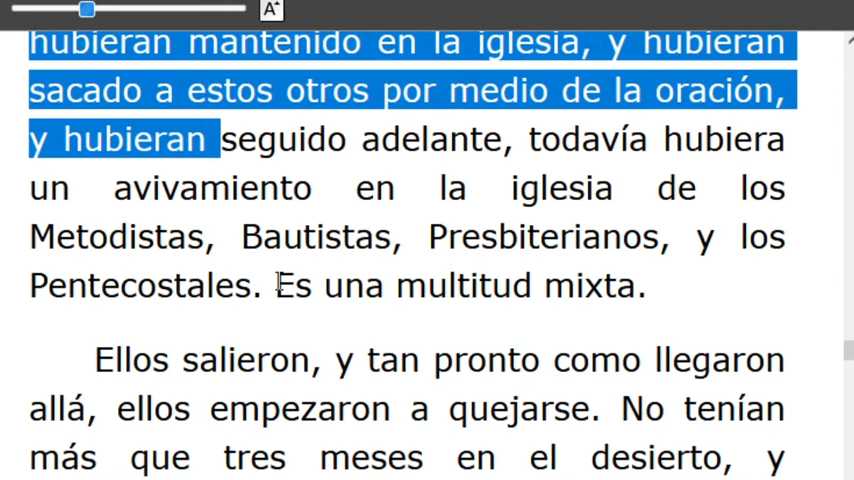 A
hubieran mantenido en la iglesia, y hubieran
sacado a estos otros por medio de la oración,
y hubieran seguido adelante, todavía hubiera
un avivamiento en la iglesia de los
Metodistas, Bautistas, Presbiterianos, y los
Pentecostales. Es una multitud mixta.
Ellos salieron, y tan pronto como llegaron
allá, ellos empezaron a quejarse. No tenían
más que tres meses en el desierto, y